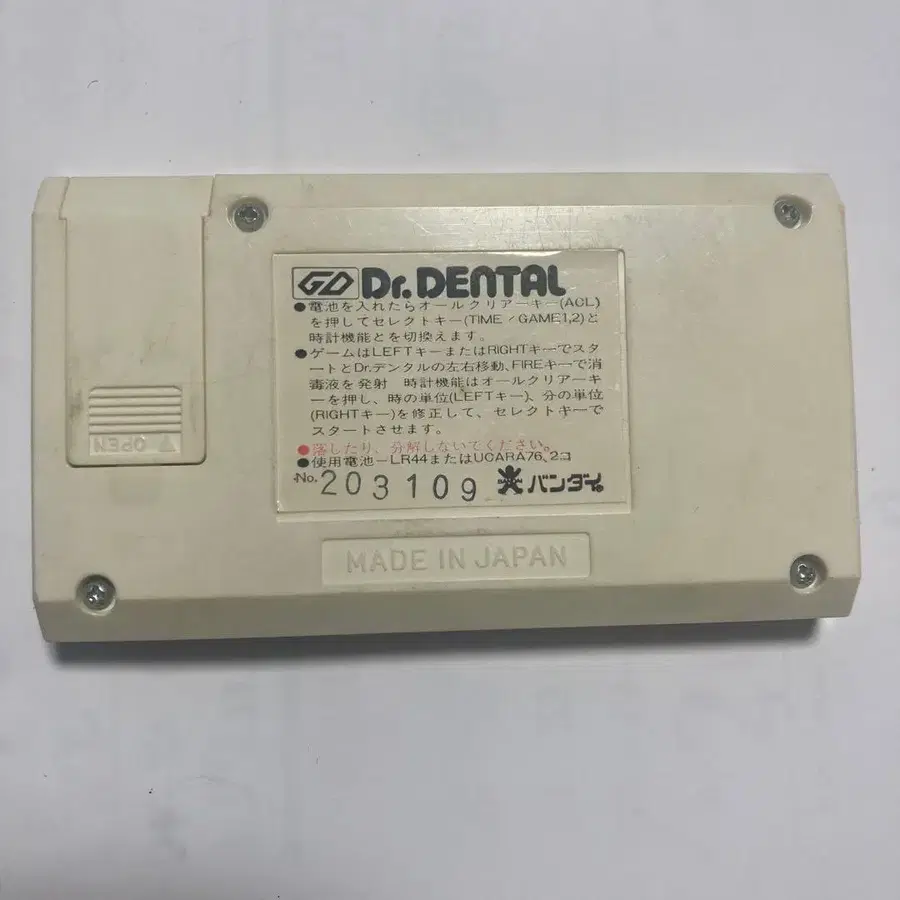 GD Dr.DENTAL
●電池を入れたらオールクリアーキー(ACL)
を押してセレクトキー(TIME/GAME1,2)と
時計機能とを切換えます。
●ゲームはLEFTキーまたはRIGHTキーでスタ
ートとDr.デンタルの左右移動、FIREキーで消
毒液を発射 時計機能はオールクリアーキ
ーを押し、時の単位(LEFTキー)、分の単位
(RIGHTキー)を修正して、セレクトキーで
スタートさせます。
●落したり、分解しないでください。
●使用電池—LR44またはUCARA76、2コ
No. 203109 バンダイ
OPEN
MADE IN JAPAN